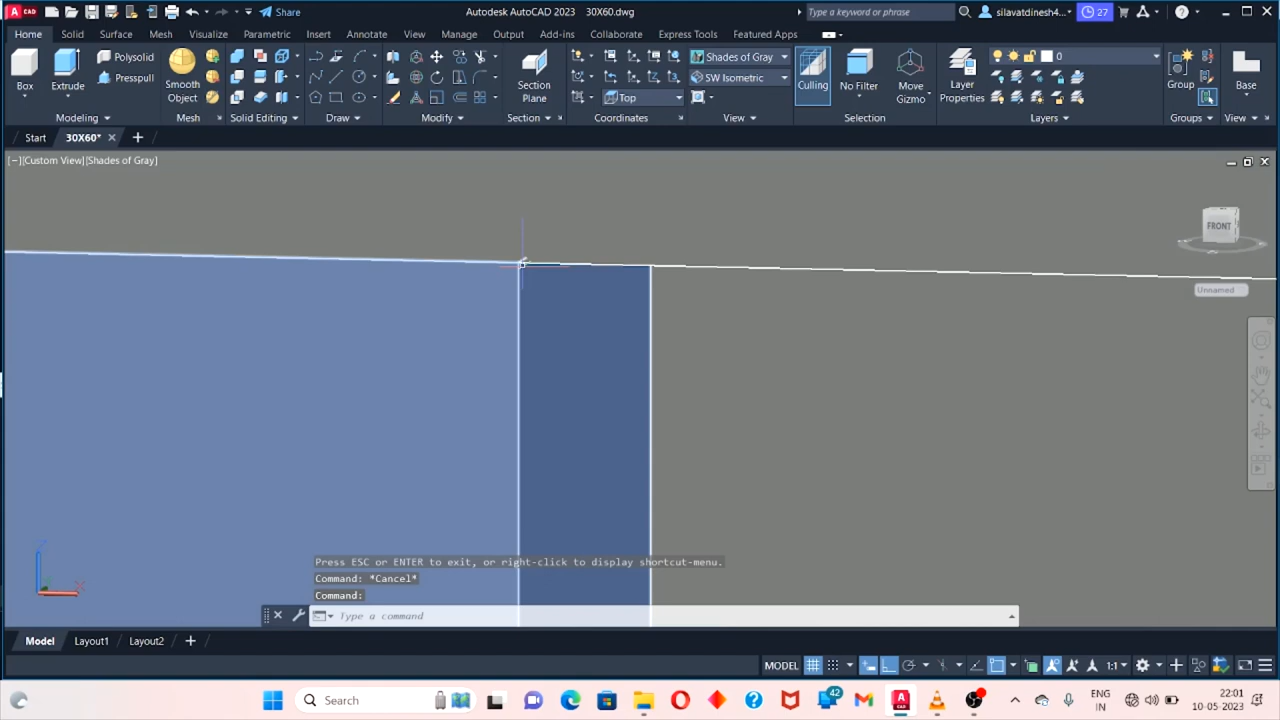 CAD
Share
Autodesk AutoCAD 2023 30X60.dwg
Type a keyword or phrase
silavatdinesh4...
27
Home Solid Surface Mesh Visualize Parametric Insert Annotate View Manage Output Add-ins Collaborate Express Tools Featured Apps
Box
Extrude
Polysolid
Presspull
Smooth
Object
Section
Plane
Shades of Gray
SW Isometric
Top
Culling
No Filter
Move
Gizmo
Layer
Properties
0
Group
Base
Modeling Mesh Solid Editing Draw Modify Section Coordinates View Selection Layers Groups View
Start 30X60*
[−][Custom View][Shades of Gray]
FRONT
Unnamed
Press ESC or ENTER to exit, or right-click to display shortcut-menu.
Command: *Cancel*
Command:
Type a command
Model Layout1 Layout2
MODEL 1:1
Search
42
ENG
IN
22:01
10-05-2023